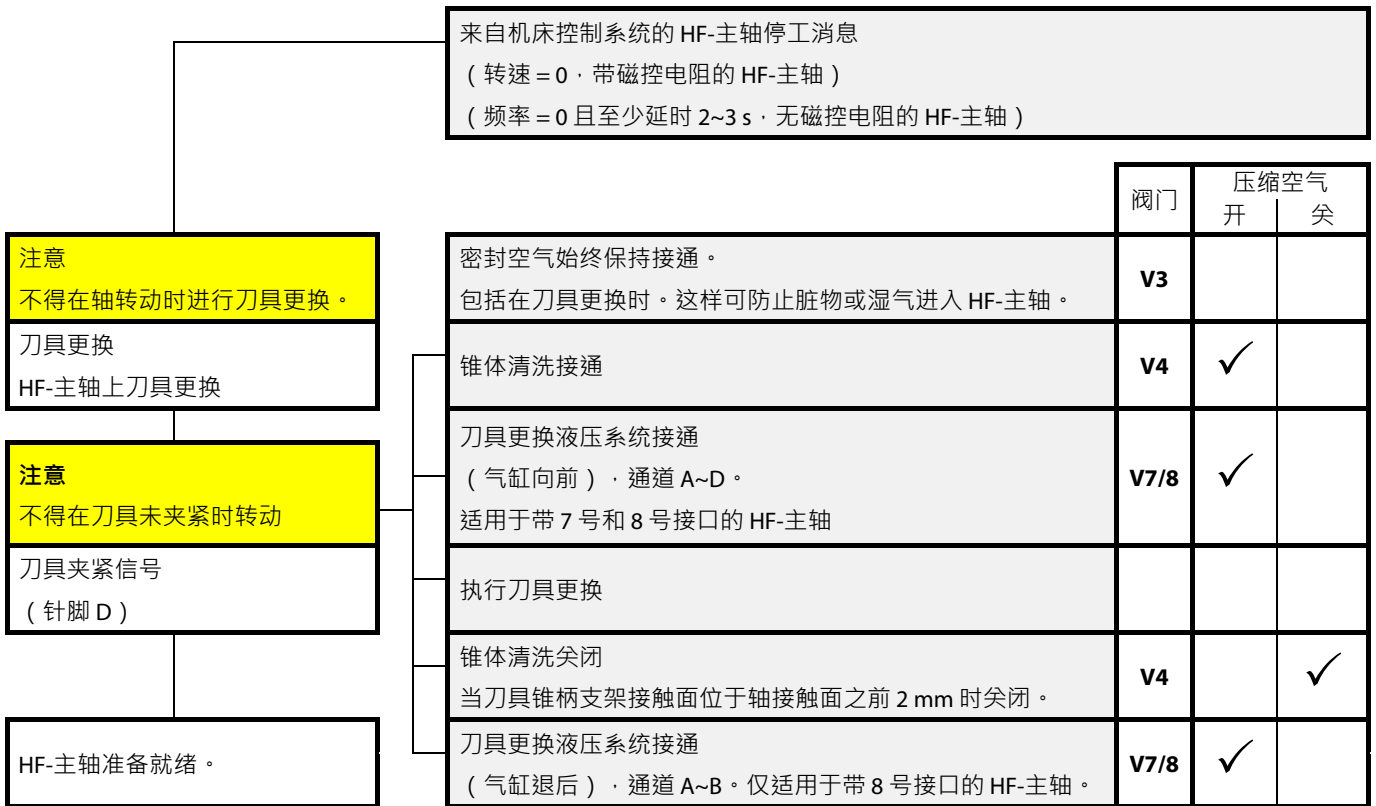 来自机床控制系统的 HF-主轴停工消息
（转速 = 0，带磁控电阻的 HF-主轴）
（频率 = 0 且至少延时 2~3 s，无磁控电阻的 HF-主轴）
阀门
压缩空气
开
关
注意
不得在轴转动时进行刀具更换。
密封空气始终保持接通。
包括在刀具更换时。这样可防止脏物或湿气进入 HF-主轴。
V3
刀具更换
HF-主轴上刀具更换
锥体清洗接通
V4
✓
注意
不得在刀具未夹紧时转动
刀具更换液压系统接通
（气缸向前），通道 A~D。
适用于带 7 号和 8 号接口的 HF-主轴
V7/8
✓
刀具夹紧信号
（针脚 D）
执行刀具更换
锥体清洗关闭
当刀具锥柄支架接触面位于轴接触面之前 2 mm 时关闭。
V4
✓
HF-主轴准备就绪。
刀具更换液压系统接通
（气缸退后），通道 A~B。仅适用于带 8 号接口的 HF-主轴。
V7/8
✓